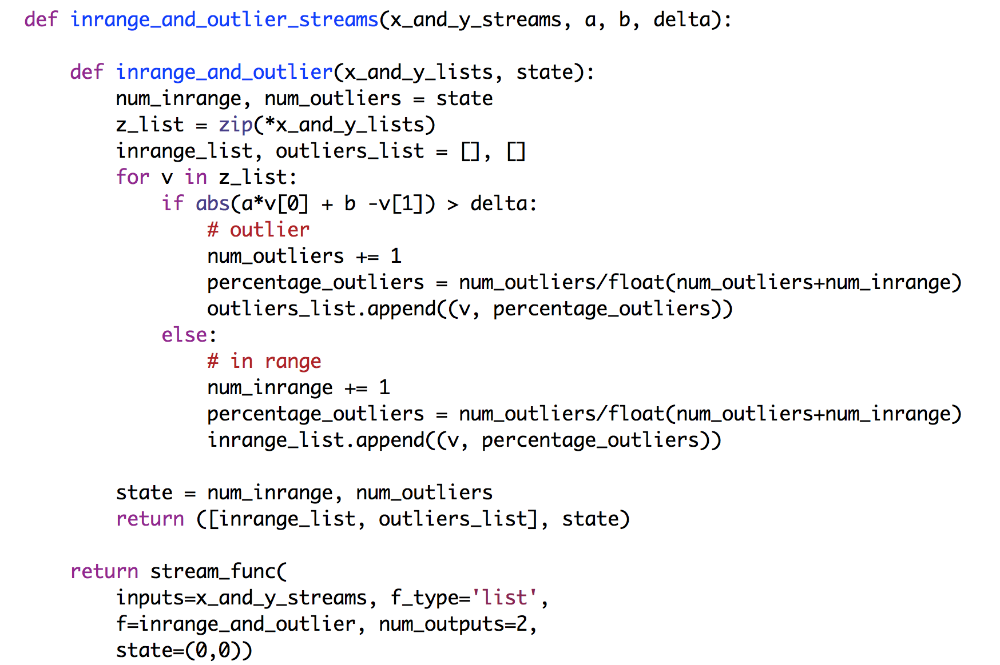 def inrange_and_outlier_streams(x_and_y_streams, a, b, delta):

    def inrange_and_outlier(x_and_y_lists, state):
        num_inrange, num_outliers = state
        z_list = zip(*x_and_y_lists)
        inrange_list, outliers_list = [], []
        for v in z_list:
            if abs(a*v[0] + b -v[1]) > delta:
                # outlier
                num_outliers += 1
                percentage_outliers = num_outliers/float(num_outliers+num_inrange)
                outliers_list.append((v, percentage_outliers))
            else:
                # in range
                num_inrange += 1
                percentage_outliers = num_outliers/float(num_outliers+num_inrange)
                inrange_list.append((v, percentage_outliers))

        state = num_inrange, num_outliers
        return ([inrange_list, outliers_list], state)

    return stream_func(
        inputs=x_and_y_streams, f_type='list',
        f=inrange_and_outlier, num_outputs=2,
        state=(0,0))